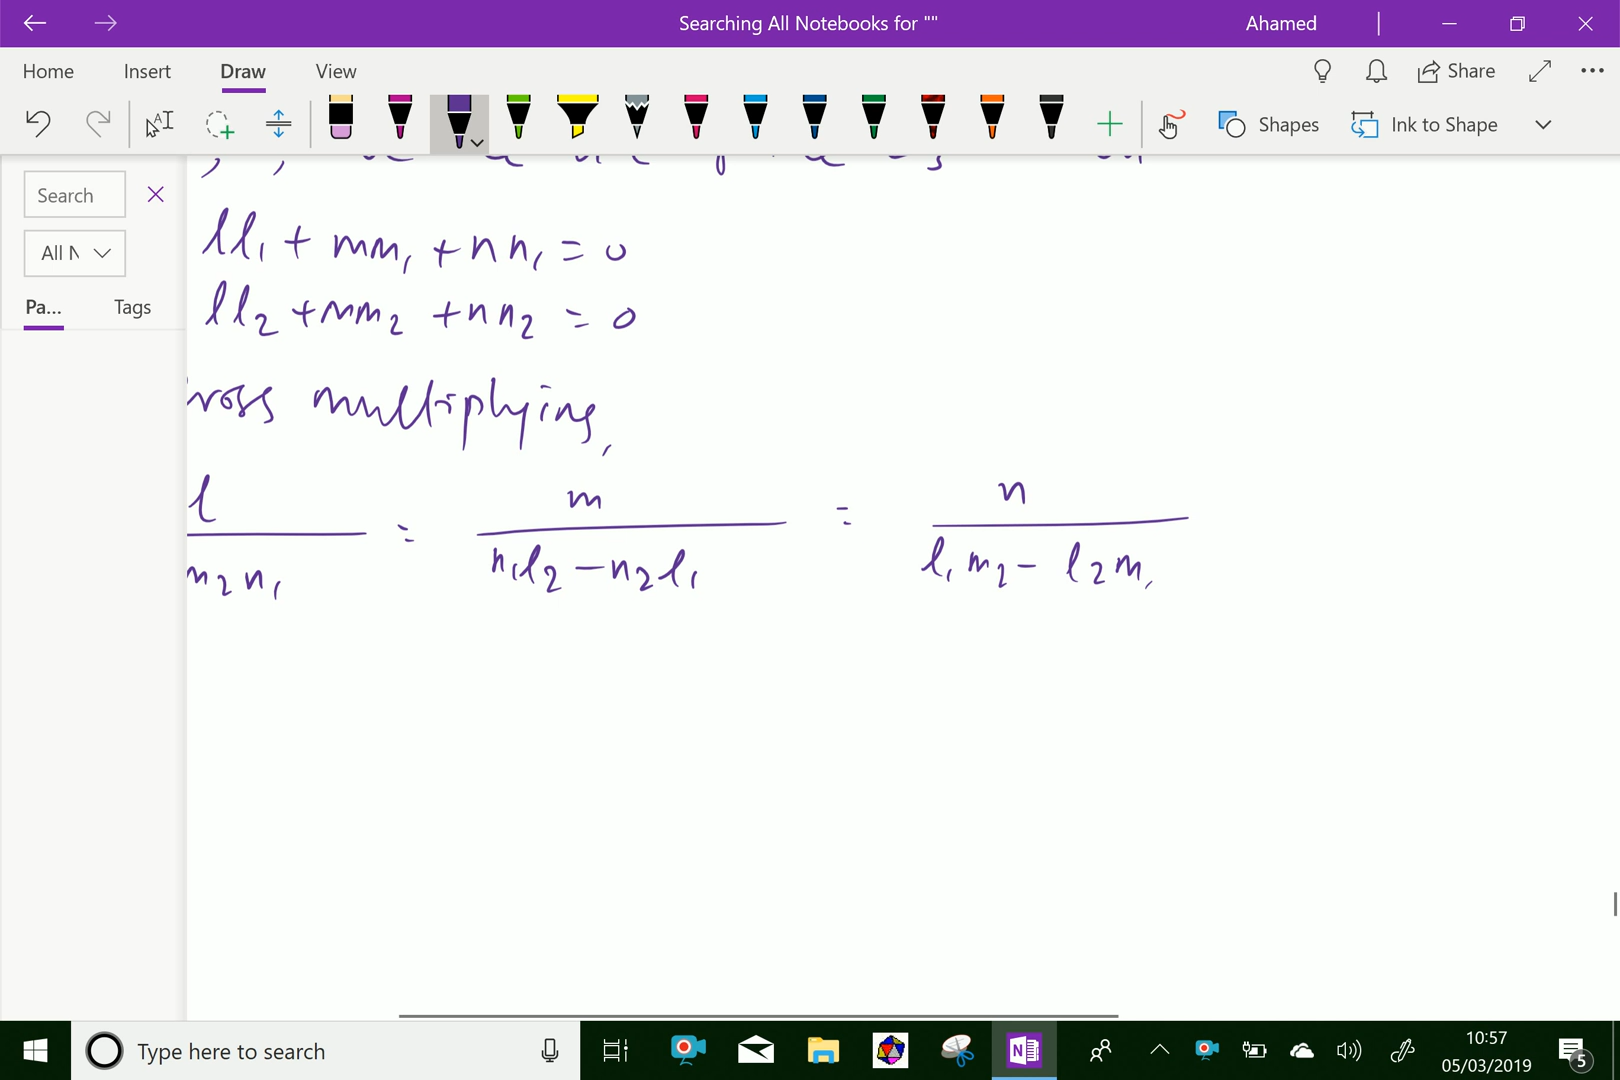 Searching All Notebooks for ""
Ahamed
Home Insert Draw View
Share
Shapes
Ink to Shape
Search
All N
Pa... Tags
ll₁ + mm₁ + nn₁ = 0
ll₂ + mm₂ + nn₂ = 0
ross multiplying,
l = m = n
m₂n₁ n₁l₂ - n₂l₁ l₁m₂ - l₂m₁
Type here to search
10:57
05/03/2019
5